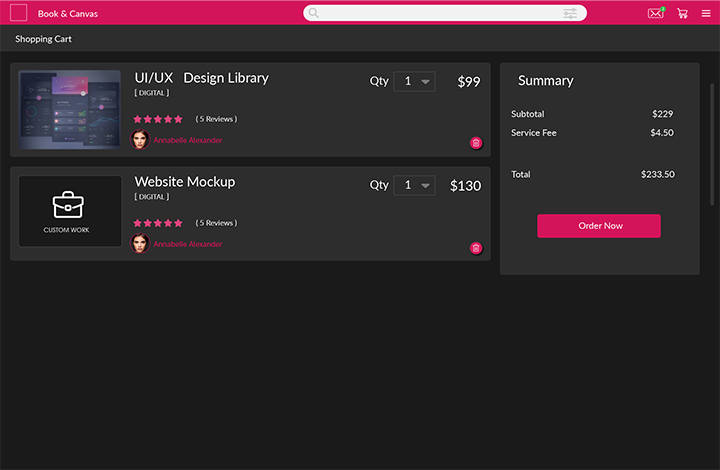 Book & Canvas
Shopping Cart
UI/UX Design Library
[ DIGITAL ]
Qty 1 $99
( 5 Reviews )
Annabelle Alexander
Website Mockup
[ DIGITAL ]
Qty 1 $130
( 5 Reviews )
Annabelle Alexander
CUSTOM WORK
Summary
Subtotal $229
Service Fee $4.50
Total $233.50
Order Now